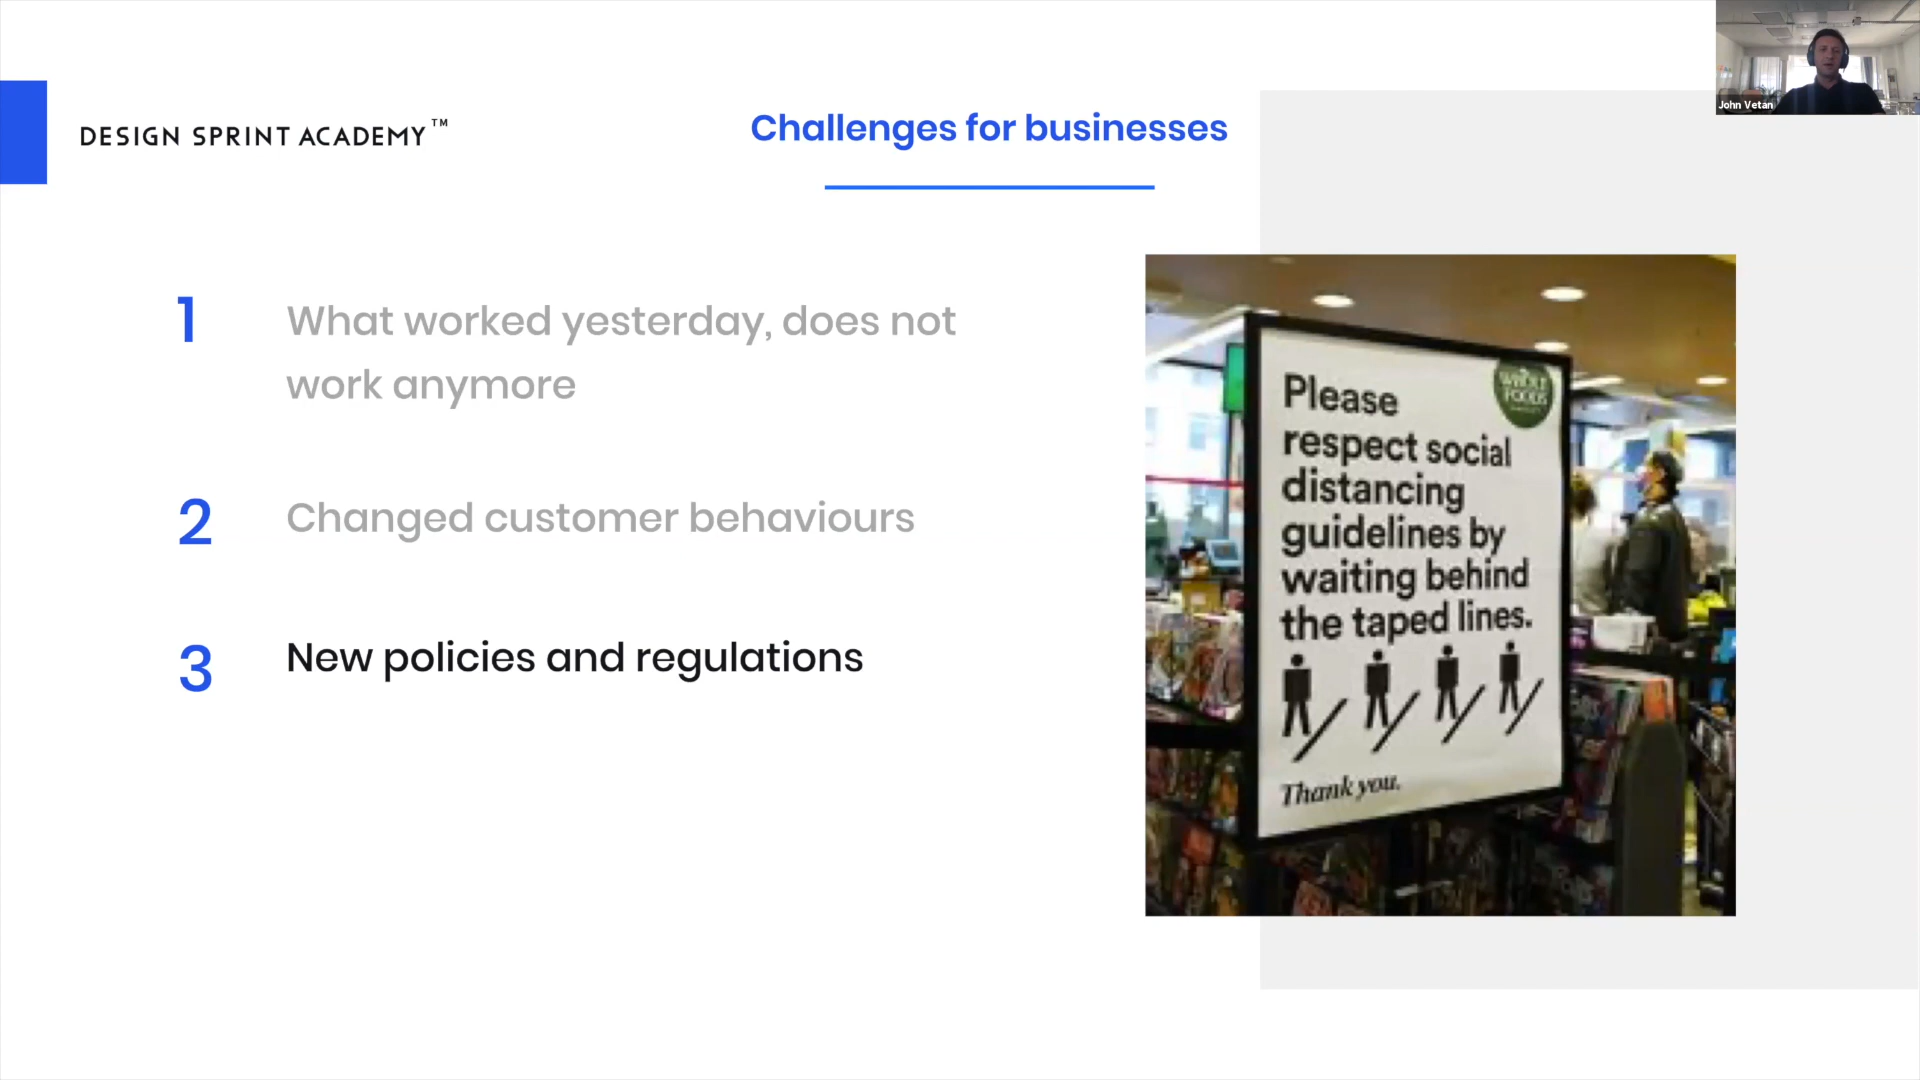 John Vetan
DESIGN SPRINT ACADEMY™
Challenges for businesses
1
What worked yesterday, does not
work anymore
2
Changed customer behaviours
3
New policies and regulations
WHOLE
FOODS
Please
respect social
distancing
guidelines by
waiting behind
the taped lines.
Thank you.